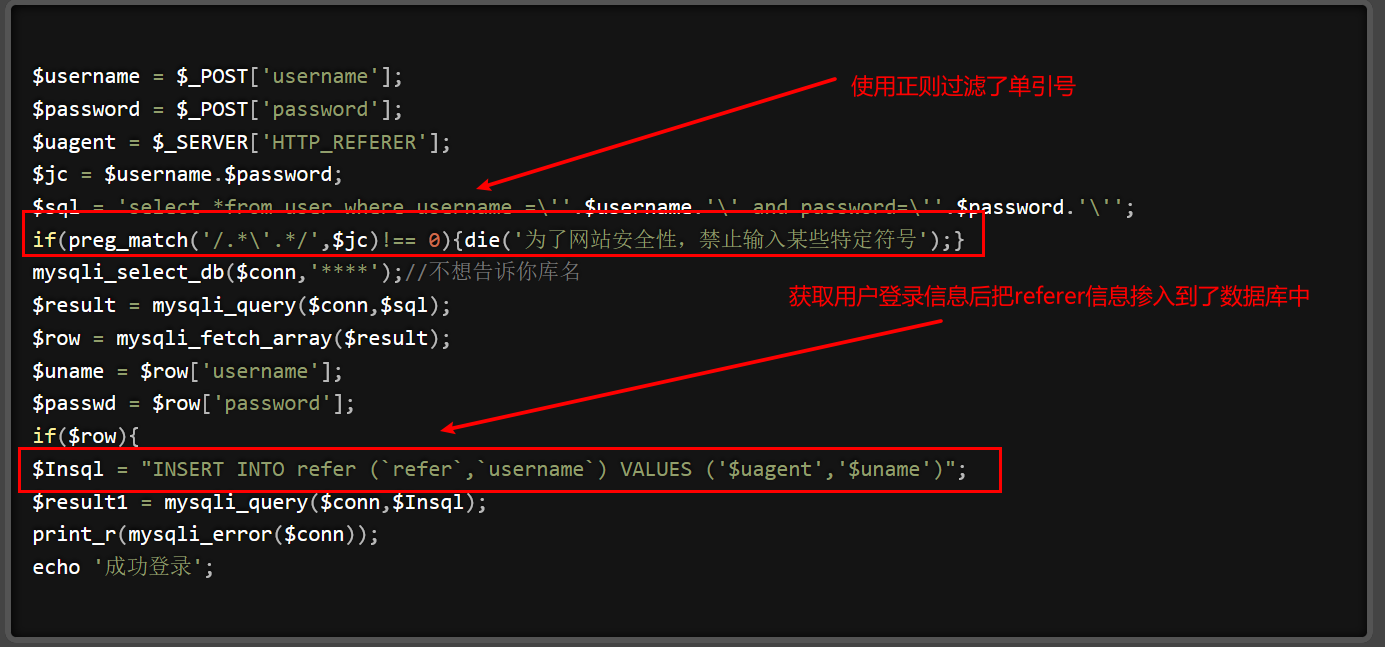 $username = $_POST['username'];
使用正则过滤了单引号
$password = $_POST['password'];
$uagent = $_SERVER['HTTP_REFERER'];
$jc = $username.$password;
$sql = 'select *from user where username =\''.$username.'\' and password=\''.$password.'\'';
if(preg_match('/.*\'.*/',$jc)!== 0){die('为了网站安全性，禁止输入某些特定符号');}
mysqli_select_db($conn,'****');//不想告诉你库名
获取用户登录信息后把referer信息掺入到了数据库中
$result = mysqli_query($conn,$sql);
$row = mysqli_fetch_array($result);
$uname = $row['username'];
$passwd = $row['password'];
if($row){
$Insql = "INSERT INTO refer (`refer`,`username`) VALUES ('$uagent','$uname')";
$result1 = mysqli_query($conn,$Insql);
print_r(mysqli_error($conn));
echo '成功登录';